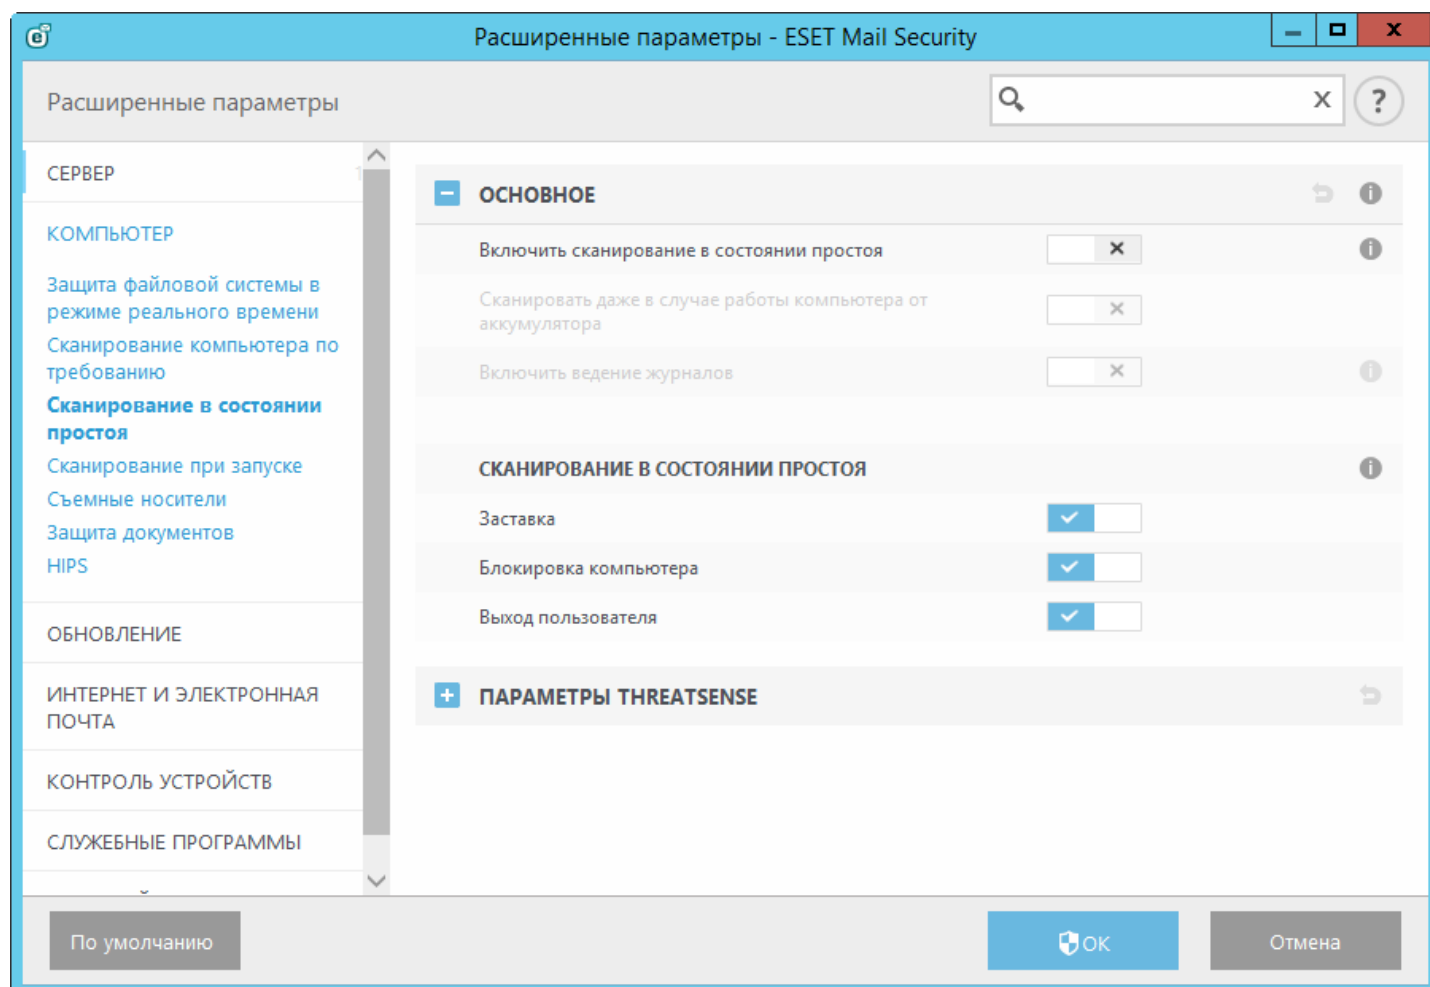 Расширенные параметры - ESET Mail Security
Расширенные параметры
СЕРВЕР
КОМПЬЮТЕР
Защита файловой системы в
режиме реального времени
Сканирование компьютера по
требованию
Сканирование в состоянии
простоя
Сканирование при запуске
Съемные носители
Защита документов
HIPS
ОБНОВЛЕНИЕ
ИНТЕРНЕТ И ЭЛЕКТРОННАЯ
ПОЧТА
КОНТРОЛЬ УСТРОЙСТВ
СЛУЖЕБНЫЕ ПРОГРАММЫ
ОСНОВНОЕ
Включить сканирование в состоянии простоя
Сканировать даже в случае работы компьютера от
аккумулятора
Включить ведение журналов
СКАНИРОВАНИЕ В СОСТОЯНИИ ПРОСТОЯ
Заставка
Блокировка компьютера
Выход пользователя
ПАРАМЕТРЫ THREATSENSE
По умолчанию
ОК
Отмена